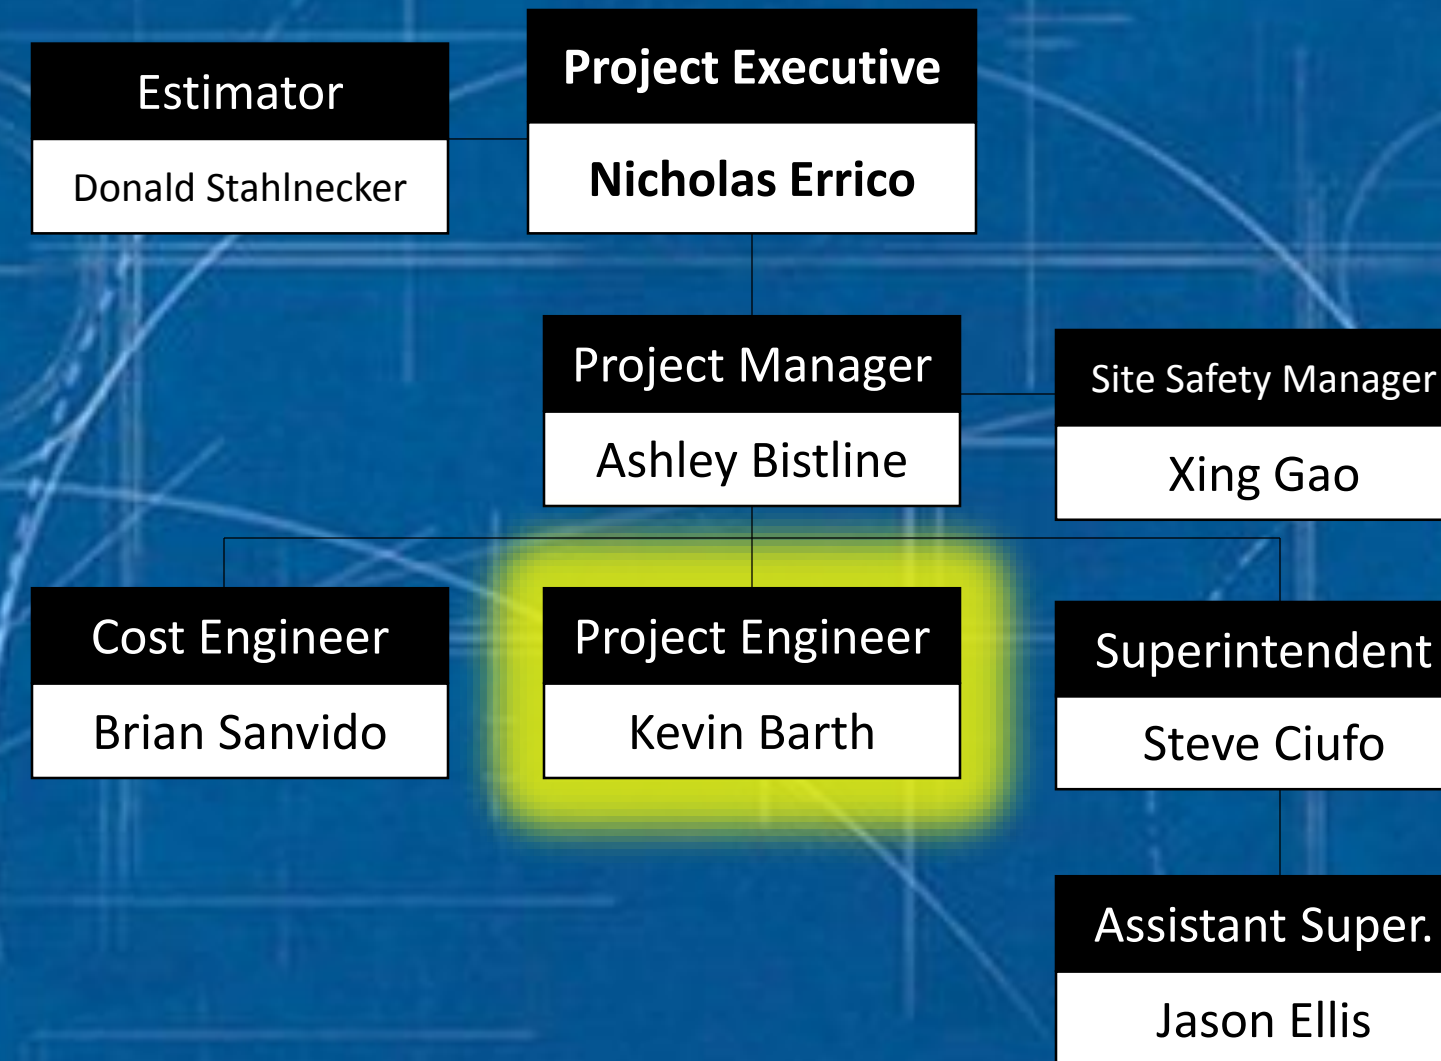 Estimator
Donald Stahlnecker
Project Executive
Nicholas Errico
Project Manager
Ashley Bistline
Site Safety Manager
Xing Gao
Cost Engineer
Brian Sanvido
Project Engineer
Kevin Barth
Superintendent
Steve Ciufo
Assistant Super.
Jason Ellis